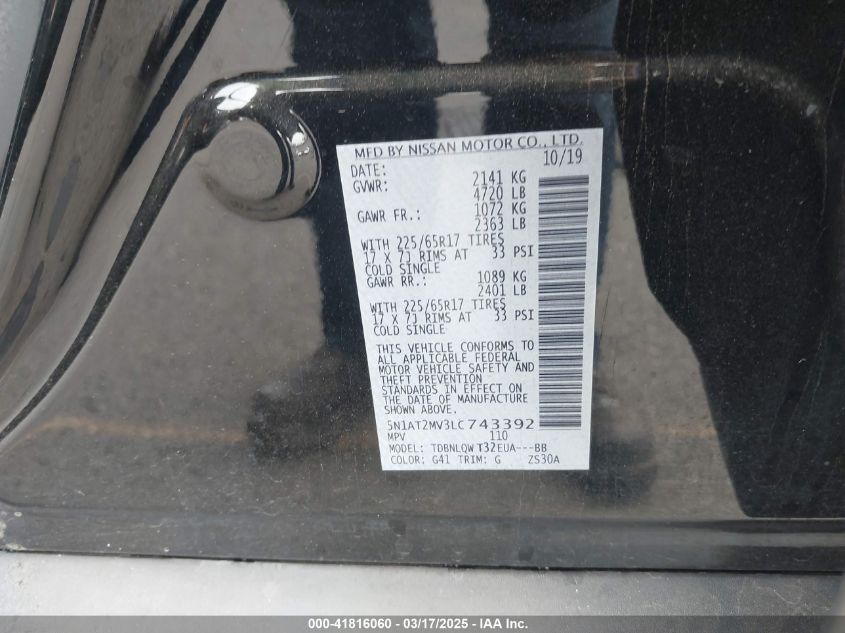 MFD BY NISSAN MOTOR CO., LTD.
DATE: 10/19
GVWR: 2141 KG
4720 LB
GAWR FR.: 1072 KG
2363 LB
WITH 225/65R17 TIRES
17 X 7J RIMS AT 33 PSI
COLD SINGLE
GAWR RR.: 1089 KG
2401 LB
WITH 225/65R17 TIRES
17 X 7J RIMS AT 33 PSI
COLD SINGLE
THIS VEHICLE CONFORMS TO
ALL APPLICABLE FEDERAL
MOTOR VEHICLE SAFETY AND
THEFT PREVENTION
STANDARDS IN EFFECT ON
THE DATE OF MANUFACTURE
SHOWN ABOVE.
5N1AT2MV3LC743392
MPV 110
MODEL: TDBNLQW T32EUA---BB
COLOR: G41 TRIM: G ZS30A
000-41816060 — 03/17/2025 — IAA Inc.